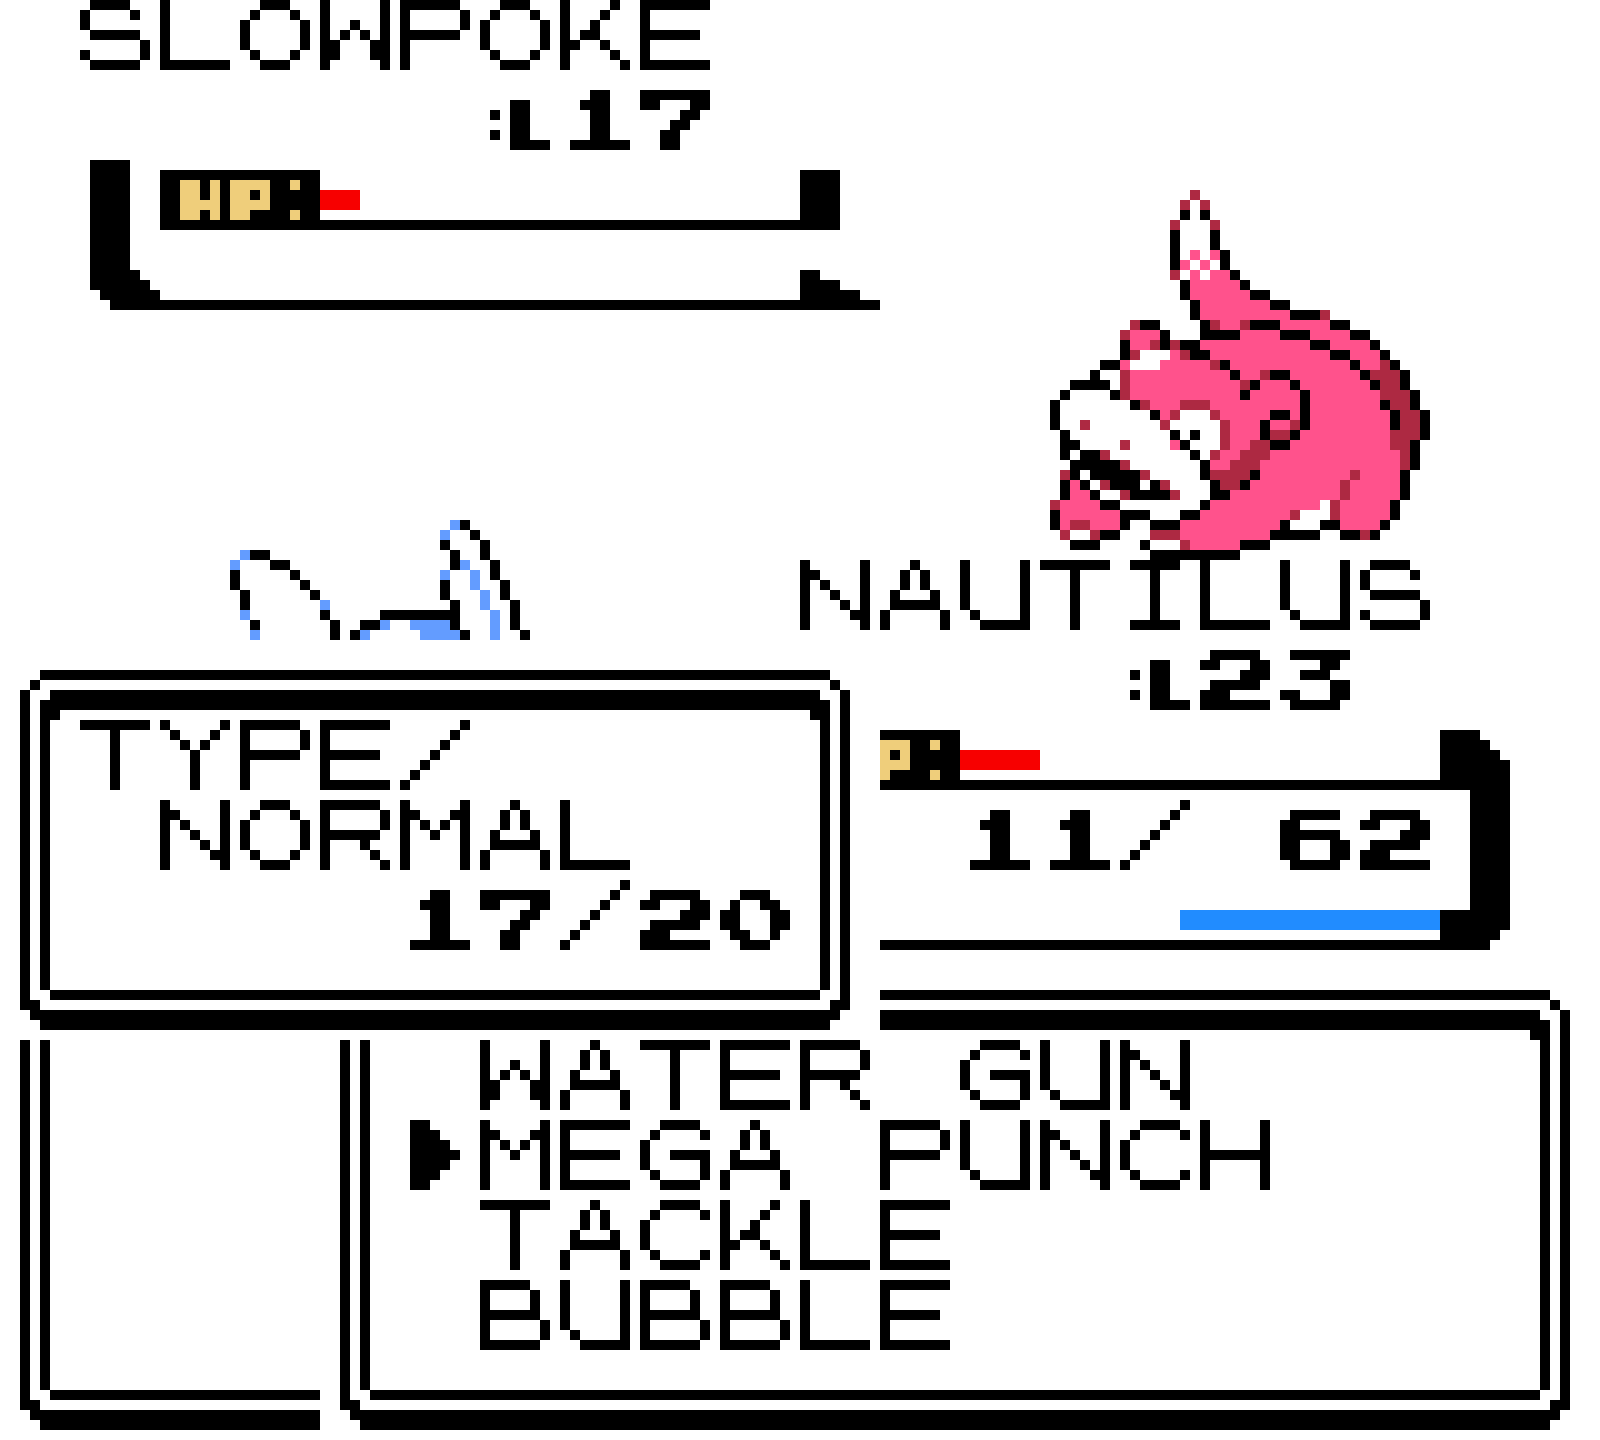 SLOWPOKE
:L17
HP:
NAUTILUS
:L23
P:
11/ 62
TYPE/
NORMAL
17/20
WATER GUN
▶MEGA PUNCH
TACKLE
BUBBLE